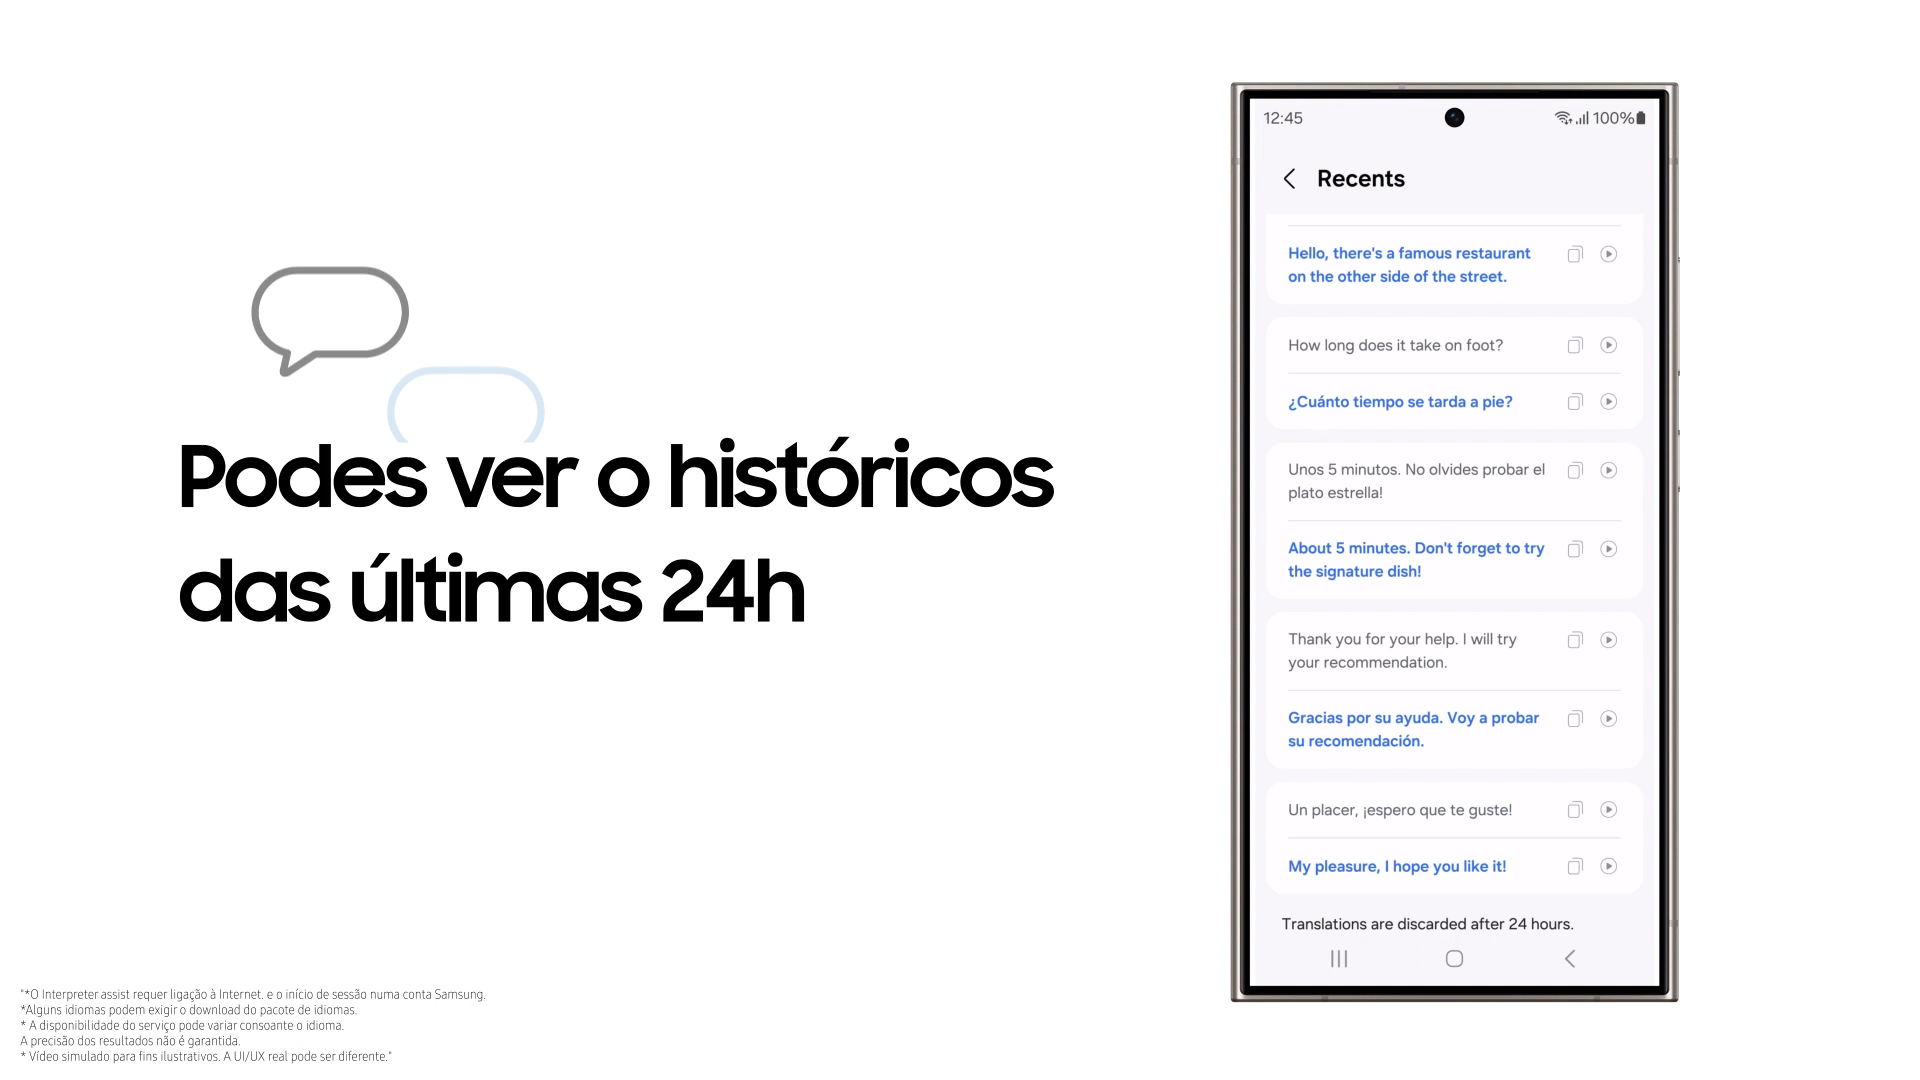 Podes ver o históricos
das últimas 24h
12:45
100%
Recents
Hello, there's a famous restaurant
on the other side of the street.
How long does it take on foot?
¿Cuánto tiempo se tarda a pie?
Unos 5 minutos. No olvides probar el
plato estrella!
About 5 minutes. Don't forget to try
the signature dish!
Thank you for your help. I will try
your recommendation.
Gracias por su ayuda. Voy a probar
su recomendación.
Un placer, ¡espero que te guste!
My pleasure, I hope you like it!
Translations are discarded after 24 hours.
"*O Interpreter assist requer ligação à Internet. e o início de sessão numa conta Samsung.
*Alguns idiomas podem exigir o download do pacote de idiomas.
* A disponibilidade do serviço pode variar consoante o idioma.
A precisão dos resultados não é garantida.
* Vídeo simulado para fins ilustrativos. A UI/UX real pode ser diferente."